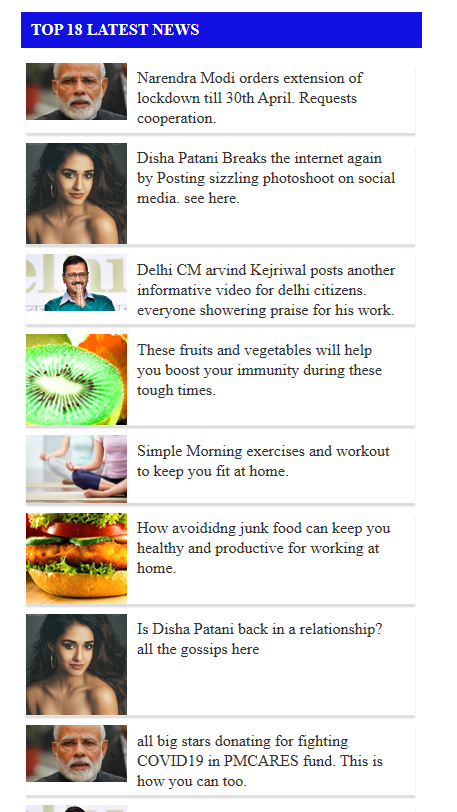 TOP 18 LATEST NEWS
Narendra Modi orders extension of
lockdown till 30th April. Requests
cooperation.
Disha Patani Breaks the internet again
by Posting sizzling photoshoot on social
media. see here.
elhi
Delhi CM arvind Kejriwal posts another
informative video for delhi citizens.
everyone showering praise for his work.
These fruits and vegetables will help
you boost your immunity during these
tough times.
Simple Morning exercises and workout
to keep you fit at home.
How avoididng junk food can keep you
healthy and productive for working at
home.
Is Disha Patani back in a relationship?
all the gossips here
all big stars donating for fighting
COVID19 in PMCARES fund. This is
how you can too.